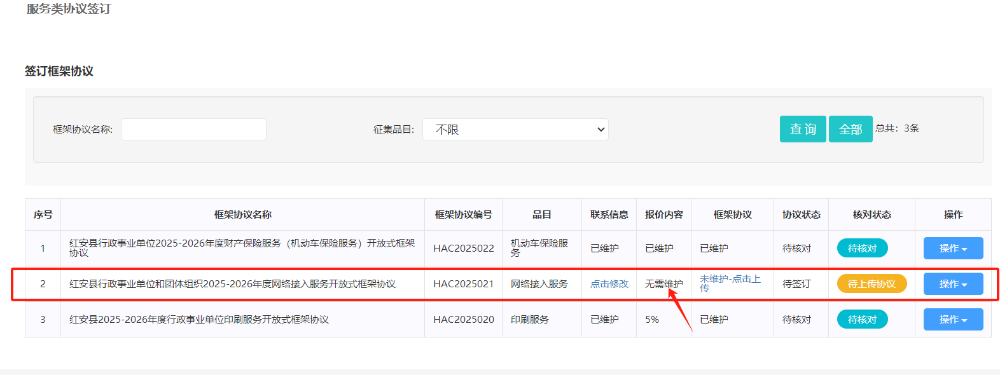 服务类协议签订
签订框架协议
框架协议名称:
征集品目: 不限
查 询 全部 总共：3条
序号 框架协议名称 框架协议编号 品目 联系信息 报价内容 框架协议 协议状态 核对状态 操作
1 红安县行政事业单位2025-2026年度财产保险服务（机动车保险服务）开放式框架
协议 HAC2025022 机动车保险服
务 已维护 已维护 已维护 待核对 待核对 操作
2 红安县行政事业单位和团体组织2025-2026年度网络接入服务开放式框架协议 HAC2025021 网络接入服务 点击修改 无需维护 未维护-点击上
传 待签订 待上传协议 操作
3 红安县2025-2026年度行政事业单位印刷服务开放式框架协议 HAC2025020 印刷服务 已维护 5% 已维护 待核对 待核对 操作